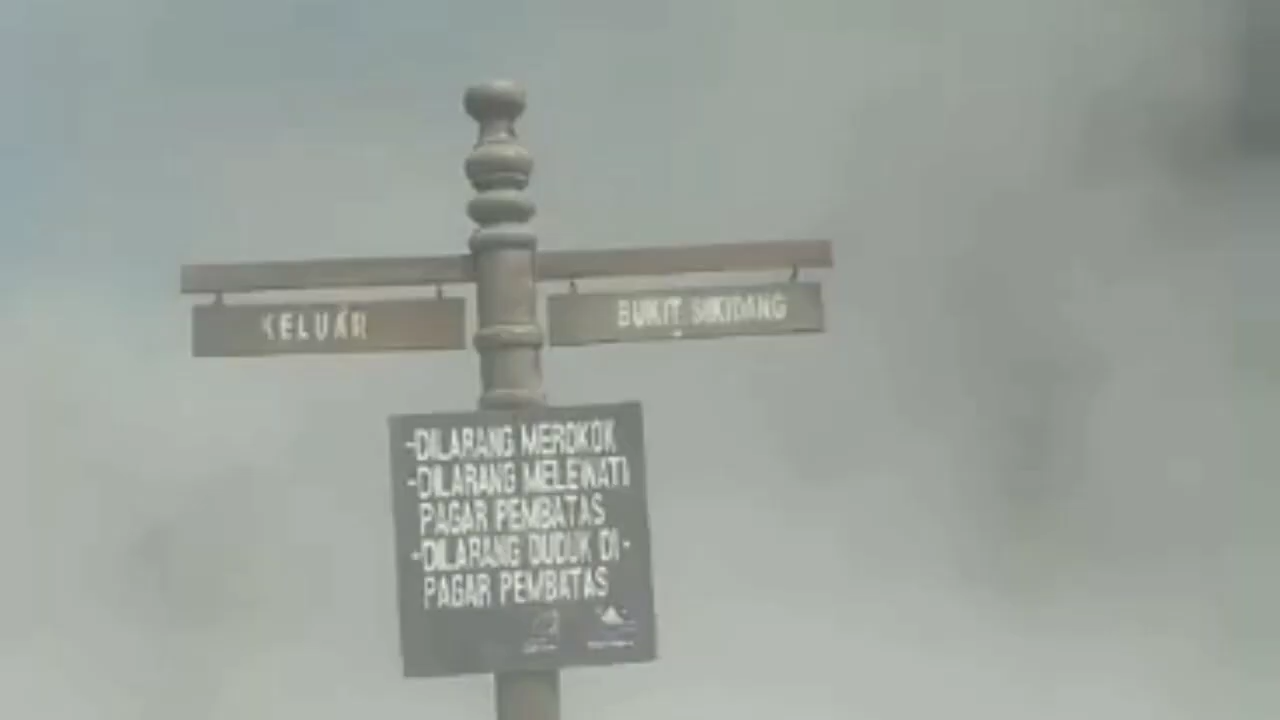 KELUAR
BUKIT SIKIDANG
-DILARANG MEROKOK
-DILARANG MELEWATI
PAGAR PEMBATAS
-DILARANG DUDUK DI-
PAGAR PEMBATAS